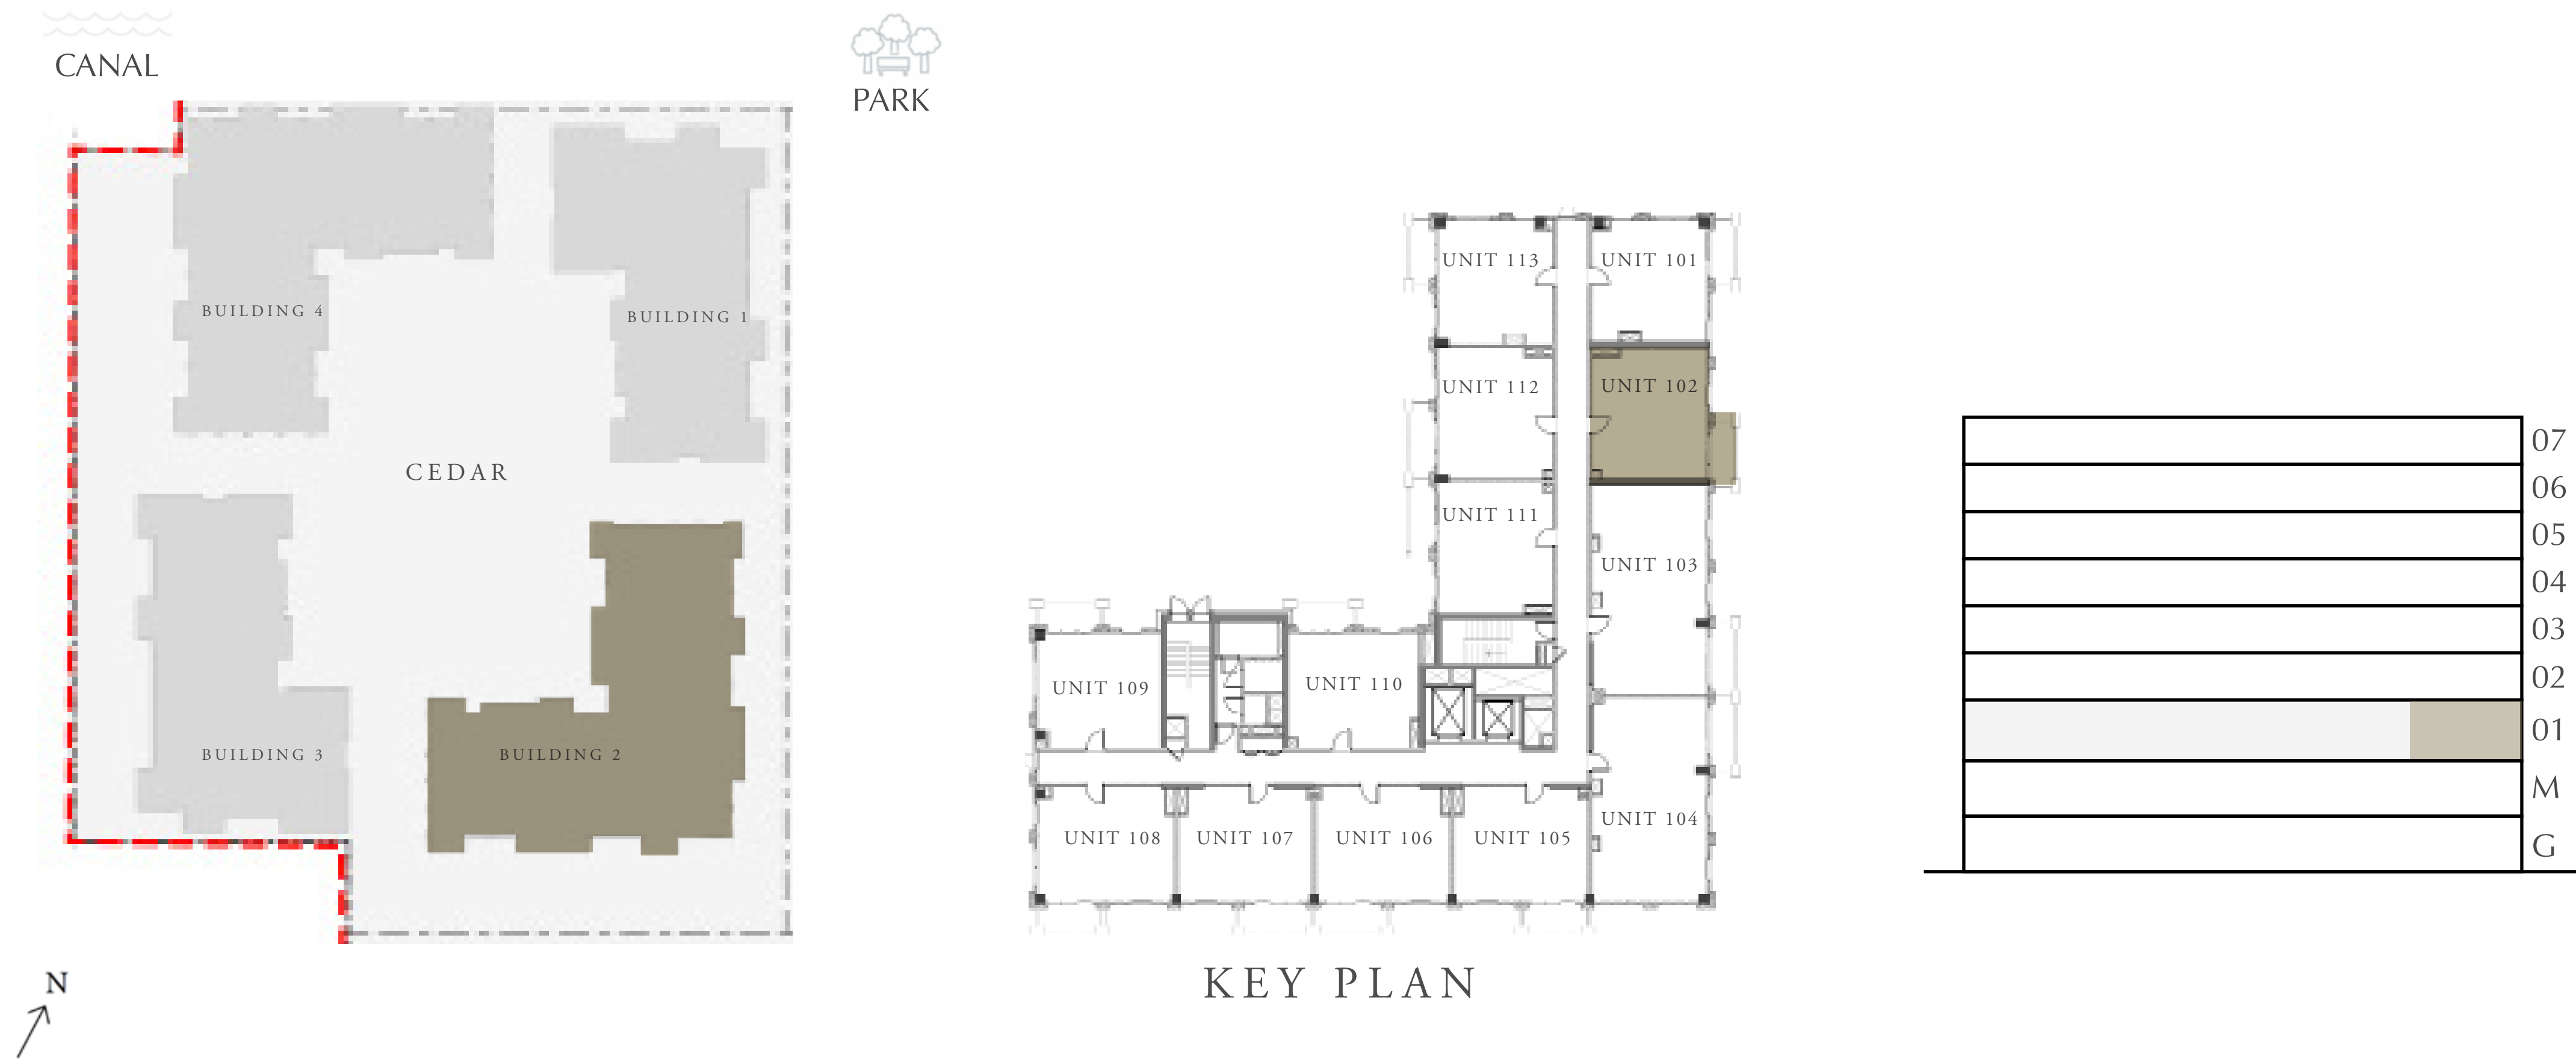 CANAL
PARK
BUILDING 4
BUILDING 1
CEDAR
BUILDING 3
BUILDING 2
N
UNIT 113
UNIT 101
UNIT 112
UNIT 102
UNIT 111
UNIT 103
UNIT 109
UNIT 110
UNIT 108
UNIT 107
UNIT 106
UNIT 105
UNIT 104
KEY PLAN
07
06
05
04
03
02
01
M
G